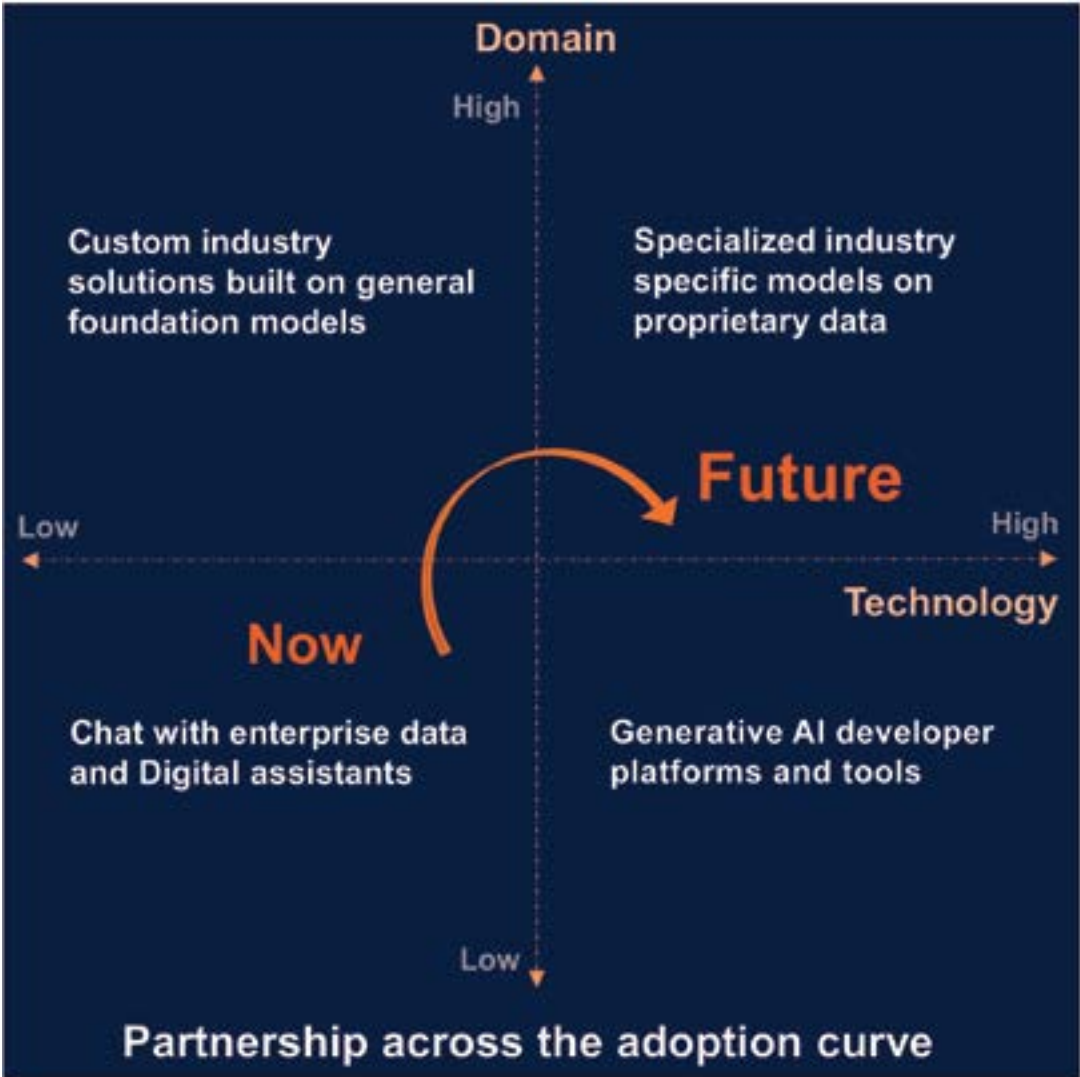 Domain
High
Custom industry
solutions built on general
foundation models
Specialized industry
specific models on
proprietary data
Future
Low
High
Technology
Now
Chat with enterprise data
and Digital assistants
Generative AI developer
platforms and tools
Low
Partnership across the adoption curve